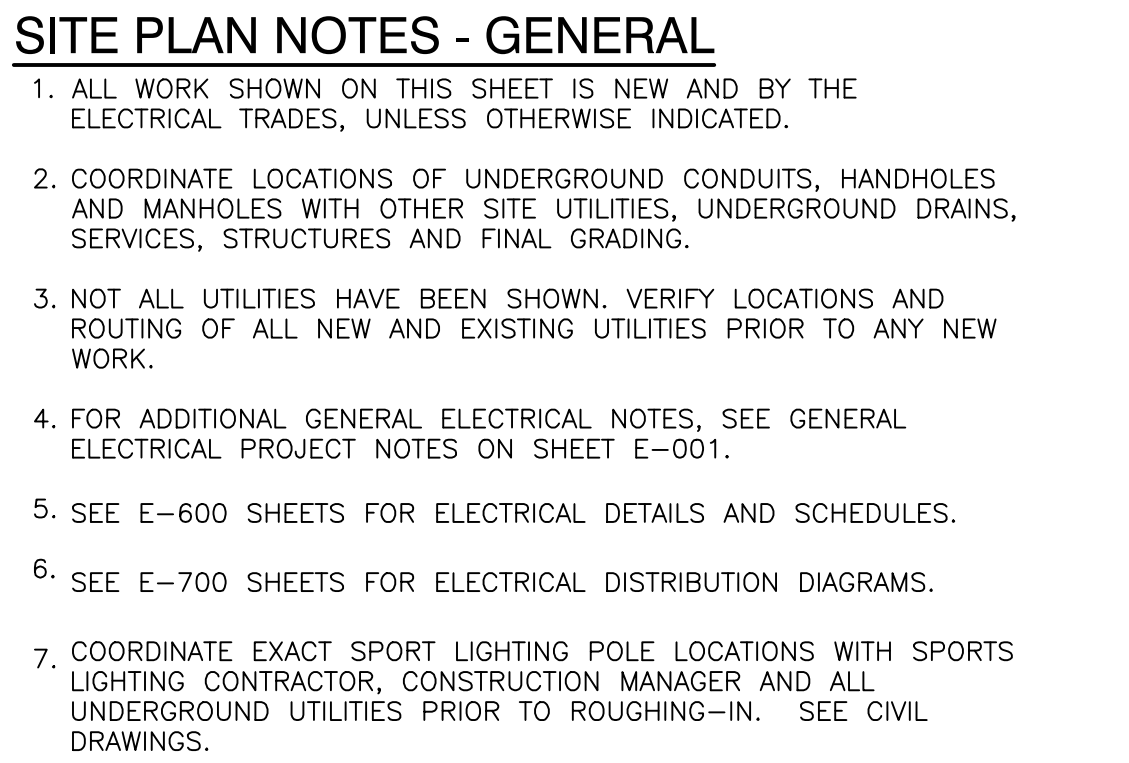 SITE PLAN NOTES - GENERAL
1. ALL WORK SHOWN ON THIS SHEET IS NEW AND BY THE
ELECTRICAL TRADES, UNLESS OTHERWISE INDICATED.
2. COORDINATE LOCATIONS OF UNDERGROUND CONDUITS, HANDHOLES
AND MANHOLES WITH OTHER SITE UTILITIES, UNDERGROUND DRAINS,
SERVICES, STRUCTURES AND FINAL GRADING.
3. NOT ALL UTILITIES HAVE BEEN SHOWN. VERIFY LOCATIONS AND
ROUTING OF ALL NEW AND EXISTING UTILITIES PRIOR TO ANY NEW
WORK.
4. FOR ADDITIONAL GENERAL ELECTRICAL NOTES, SEE GENERAL
ELECTRICAL PROJECT NOTES ON SHEET E-001.
5. SEE E-600 SHEETS FOR ELECTRICAL DETAILS AND SCHEDULES.
6. SEE E-700 SHEETS FOR ELECTRICAL DISTRIBUTION DIAGRAMS.
7. COORDINATE EXACT SPORT LIGHTING POLE LOCATIONS WITH SPORTS
LIGHTING CONTRACTOR, CONSTRUCTION MANAGER AND ALL
UNDERGROUND UTILITIES PRIOR TO ROUGHING-IN. SEE CIVIL
DRAWINGS.